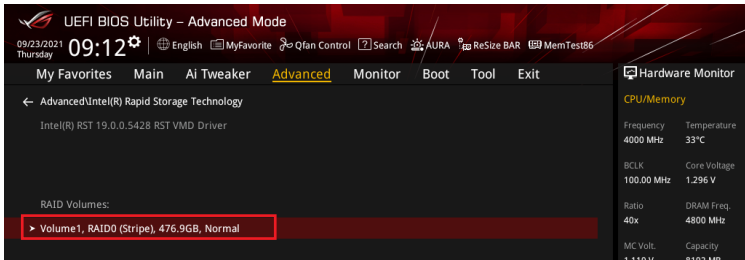 UEFI BIOS Utility – Advanced Mode
09/23/2021 Thursday 09:12 English MyFavorite Qfan Control ? Search AURA ReSize BAR MemTest86
My Favorites Main Ai Tweaker Advanced Monitor Boot Tool Exit
Hardware Monitor
← Advanced\Intel(R) Rapid Storage Technology
Intel(R) RST 19.0.0.5428 RST VMD Driver
RAID Volumes:
➤ Volume1, RAID0 (Stripe), 476.9GB, Normal
CPU/Memory
Frequency Temperature
4000 MHz 33°C
BCLK Core Voltage
100.00 MHz 1.296 V
Ratio DRAM Freq.
40x 4800 MHz
MC Volt. Capacity
1.119 V 8192 MB